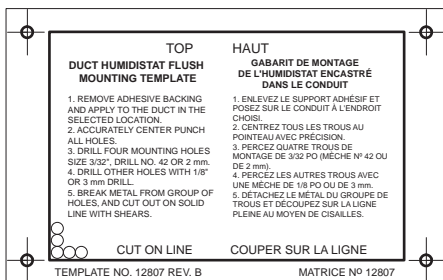 TOP HAUT
DUCT HUMIDISTAT FLUSH
MOUNTING TEMPLATE
1. REMOVE ADHESIVE BACKING
AND APPLY TO THE DUCT IN THE
SELECTED LOCATION.
2. ACCURATELY CENTER PUNCH
ALL HOLES.
3. DRILL FOUR MOUNTING HOLES
SIZE 3/32", DRILL NO. 42 OR 2 mm.
4. DRILL OTHER HOLES WITH 1/8"
OR 3 mm DRILL.
5. BREAK METAL FROM GROUP OF
HOLES, AND CUT OUT ON SOLID
LINE WITH SHEARS.
GABARIT DE MONTAGE
DE L'HUMIDISTAT ENCASTRÉ
DANS LE CONDUIT
1. ENLEVEZ LE SUPPORT ADHÉSIF ET
POSEZ SUR LE CONDUIT À L'ENDROIT
CHOISI.
2. CENTREZ TOUS LES TROUS AU
POINTEAU AVEC PRÉCISION.
3. PERCEZ QUATRE TROUS DE
MONTAGE DE 3/32 PO (MÈCHE Nº 42 OU
DE 2 mm).
4. PERCEZ LES AUTRES TROUS AVEC
UNE MÈCHE DE 1/8 PO OU DE 3 mm.
5. DÉTACHEZ LE MÉTAL DU GROUPE DE
TROUS ET DÉCOUPEZ SUR LA LIGNE
PLEINE AU MOYEN DE CISAILLES.
CUT ON LINE COUPER SUR LA LIGNE
TEMPLATE NO. 12807 REV. B MATRICE Nº 12807